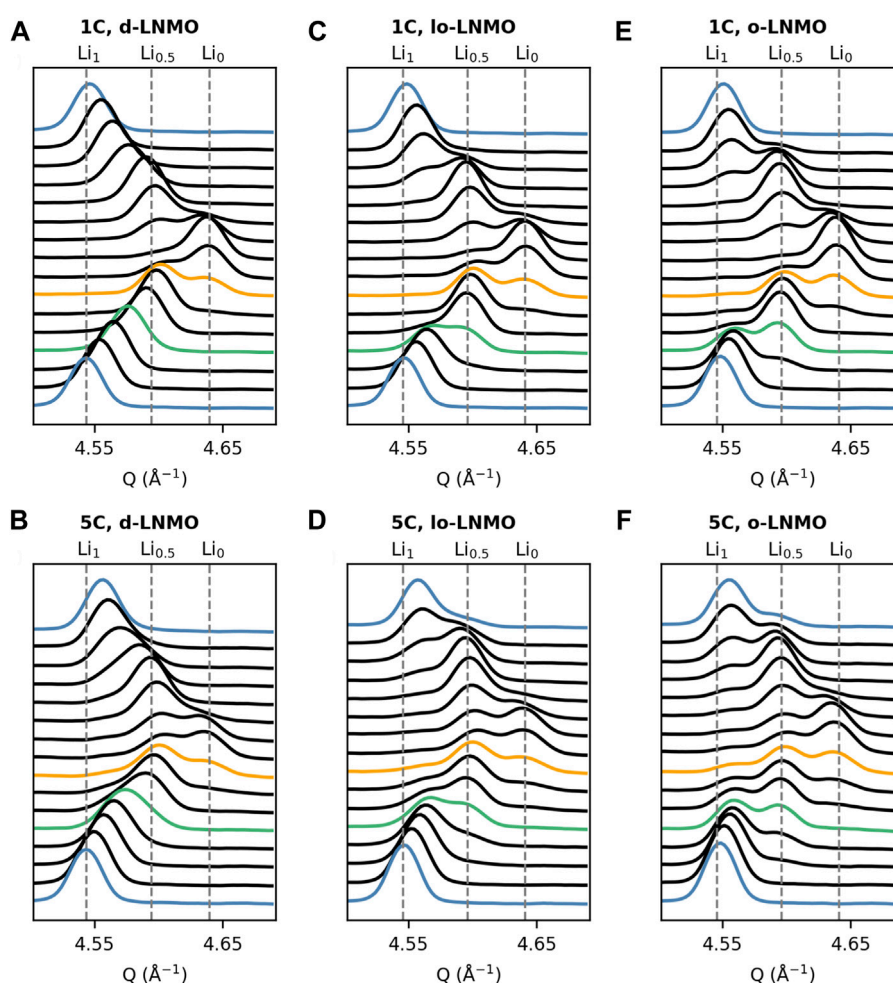 A 1C, d-LNMO
Li₁ Li₀.₅ Li₀
4.55 4.65
Q (Å⁻¹)
C 1C, lo-LNMO
Li₁ Li₀.₅ Li₀
4.55 4.65
Q (Å⁻¹)
E 1C, o-LNMO
Li₁ Li₀.₅ Li₀
4.55 4.65
Q (Å⁻¹)
B 5C, d-LNMO
Li₁ Li₀.₅ Li₀
4.55 4.65
Q (Å⁻¹)
D 5C, lo-LNMO
Li₁ Li₀.₅ Li₀
4.55 4.65
Q (Å⁻¹)
F 5C, o-LNMO
Li₁ Li₀.₅ Li₀
4.55 4.65
Q (Å⁻¹)